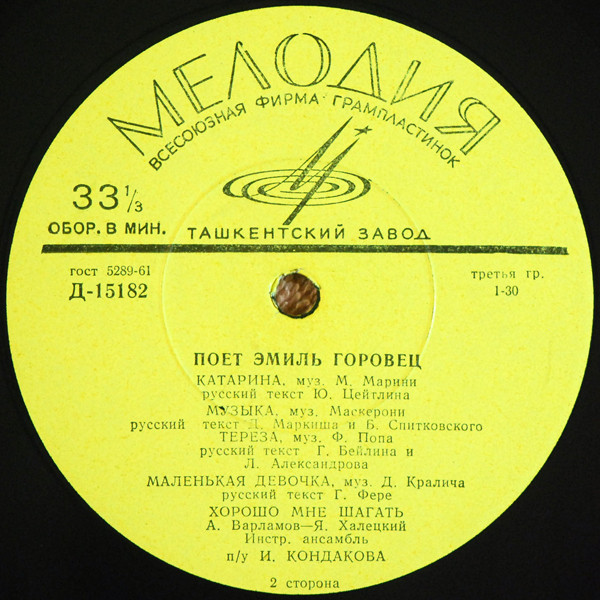 МЕЛОДИЯ
ВСЕСОЮЗНАЯ ФИРМА ГРАМПЛАСТИНОК
33 1/3
ОБОР. В МИН.
ТАШКЕНТСКИЙ ЗАВОД
гост 5289-61
Д-15182
третья гр.
1-30
ПОЕТ ЭМИЛЬ ГОРОВЕЦ
КАТАРИНА, муз. М. Марини
русский текст Ю. Цейтлина
МУЗЫКА, муз. Маскерони
русский текст Д. Маркиша и Б. Спитковского
ТЕРЕЗА, муз. Ф. Попа
русский текст Г. Бейлина и
Л. Александрова
МАЛЕНЬКАЯ ДЕВОЧКА, муз. Д. Кралича
русский текст Г. Фере
ХОРОШО МНЕ ШАГАТЬ
А. Варламов—Я. Халецкий
Инстр. ансамбль
п/у И. КОНДАКОВА
2 сторона